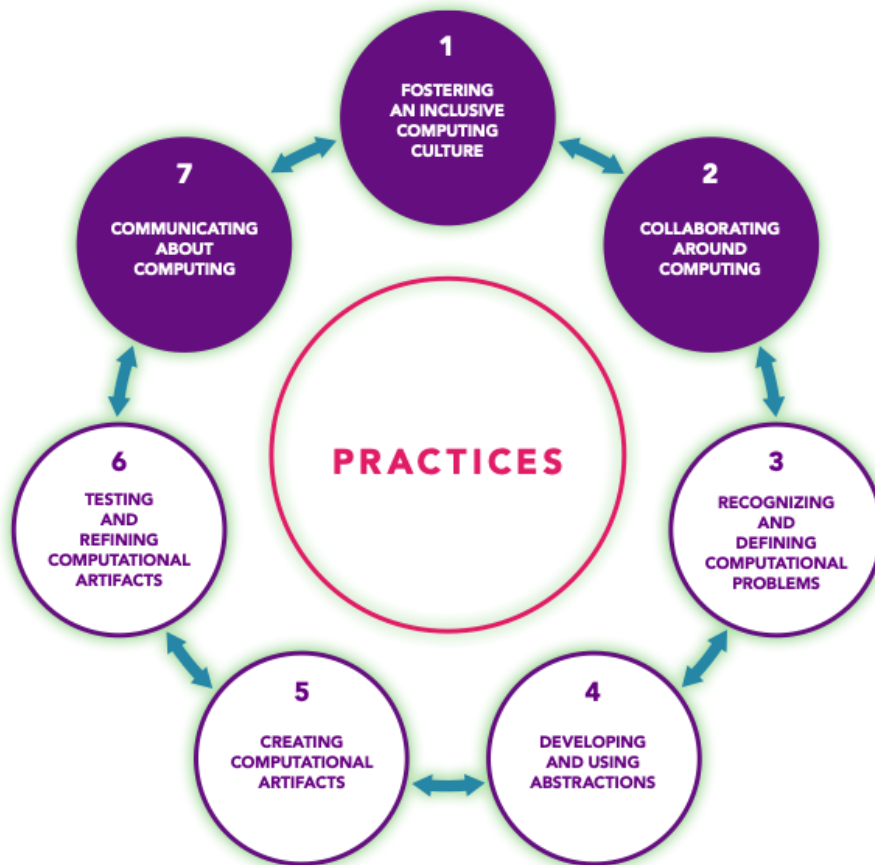 1
FOSTERING
AN INCLUSIVE
COMPUTING
CULTURE
2
COLLABORATING
AROUND
COMPUTING
3
RECOGNIZING
AND
DEFINING
COMPUTATIONAL
PROBLEMS
4
DEVELOPING
AND USING
ABSTRACTIONS
5
CREATING
COMPUTATIONAL
ARTIFACTS
6
TESTING
AND
REFINING
COMPUTATIONAL
ARTIFACTS
7
COMMUNICATING
ABOUT
COMPUTING
PRACTICES